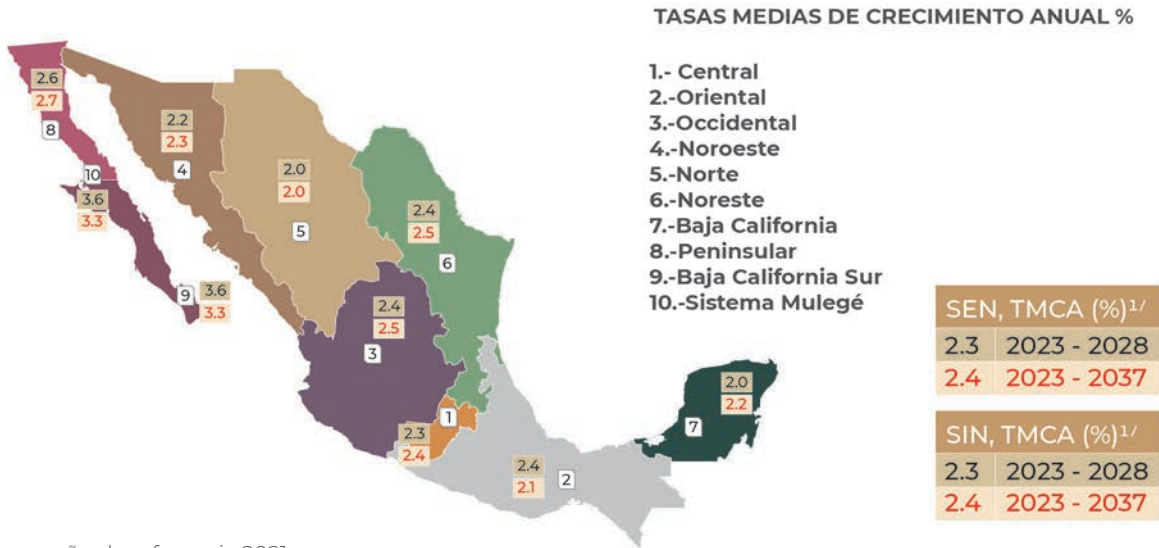 TASAS MEDIAS DE CRECIMIENTO ANUAL %
1.- Central
2.-Oriental
3.-Occidental
4.-Noroeste
5.-Norte
6.-Noreste
7.-Baja California
8.-Peninsular
9.-Baja California Sur
10.-Sistema Mulegé
2.6
2.7
8
2.2
2.3
4
10
3.6
3.3
2.0
2.0
5
2.4
2.5
6
9
3.6
3.3
2.4
2.5
3
1
2.3
2.4
2.4
2.1
2
2.0
2.2
7
SEN, TMCA (%)1/
2.3 2023 - 2028
2.4 2023 - 2037
SIN, TMCA (%)1/
2.3 2023 - 2028
2.4 2023 - 2037